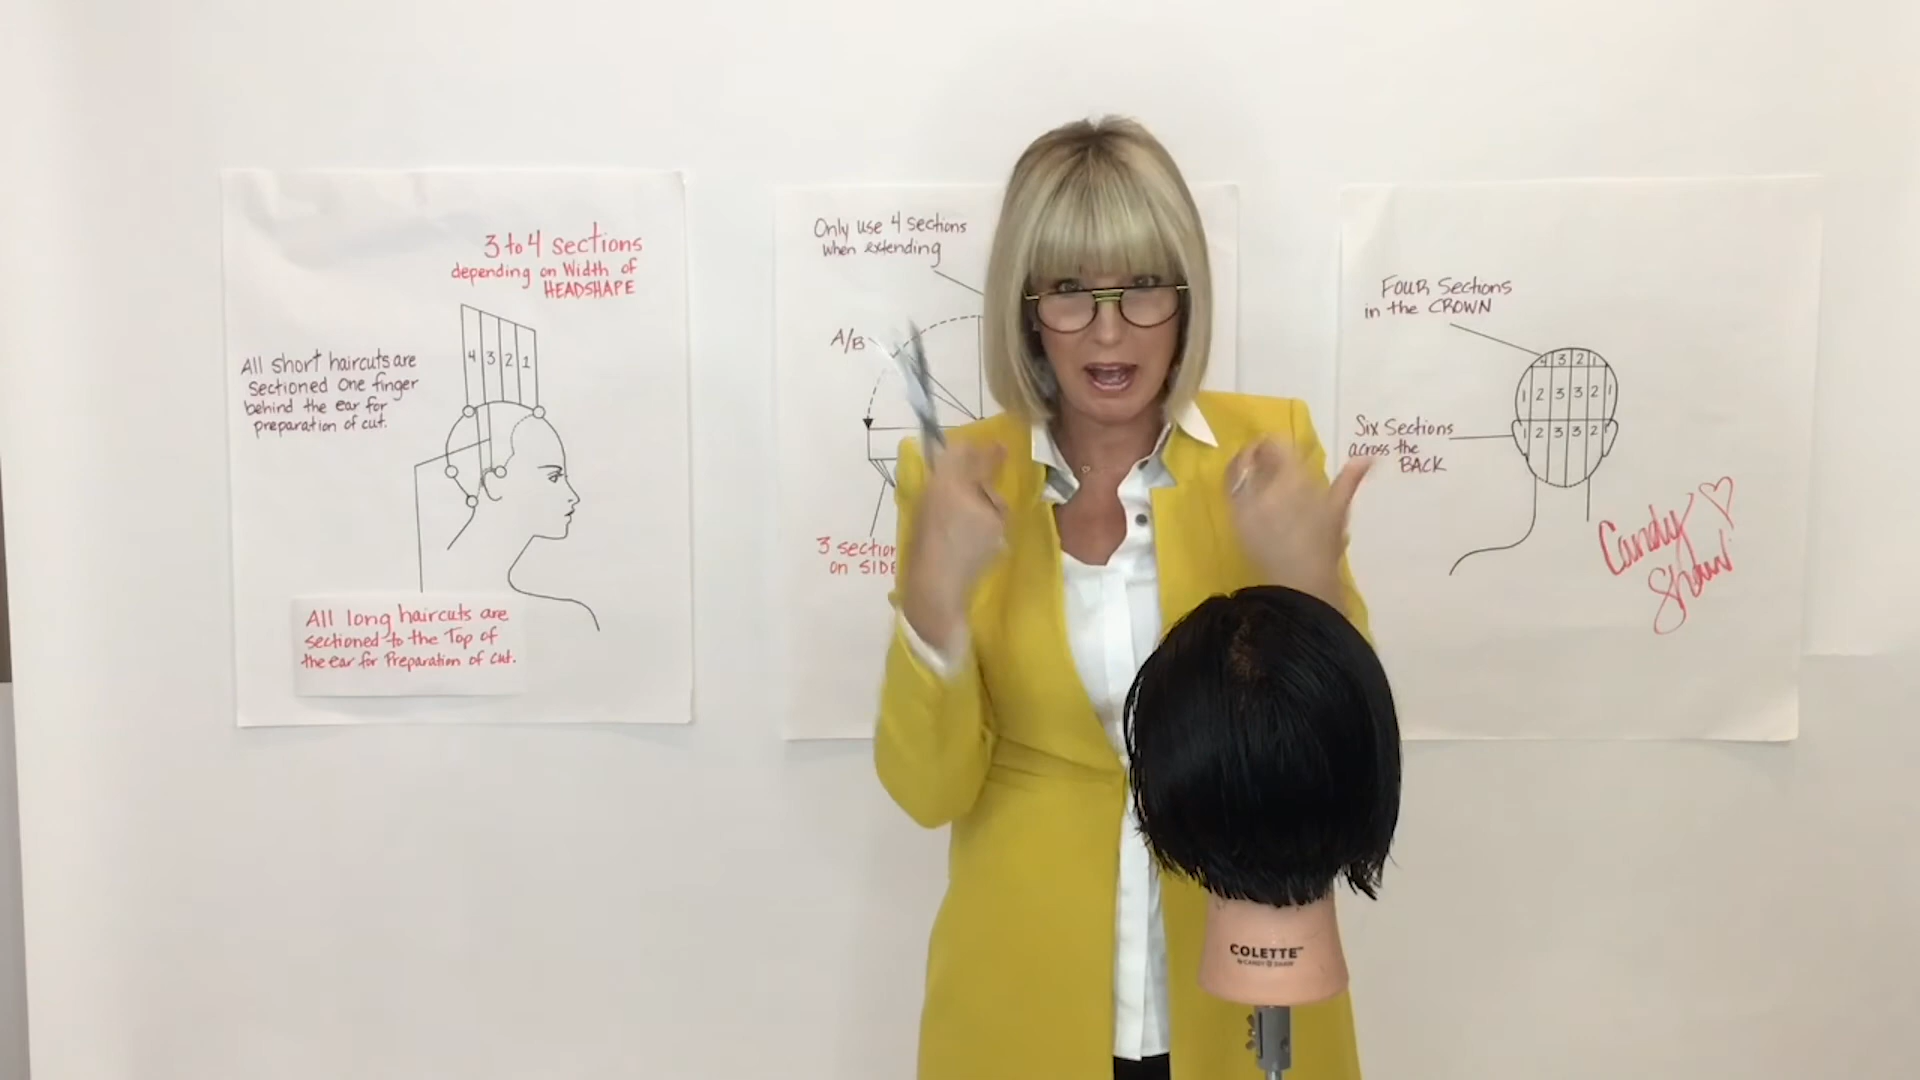 3 to 4 sections
depending on Width of
HEADSHAPE
4 3 2 1
All short haircuts are
sectioned one finger
behind the ear for
preparation of cut.
All long haircuts are
sectioned to the Top of
the ear for Preparation of cut.
Only use 4 sections
when extending
A/B
3 section
on SIDE
FOUR Sections
in the CROWN
4 3 2 1
1 2 3 3 2 1
Six Sections
across the
BACK
1 2 3 3 2 1
Candy
Shaw
COLETTE